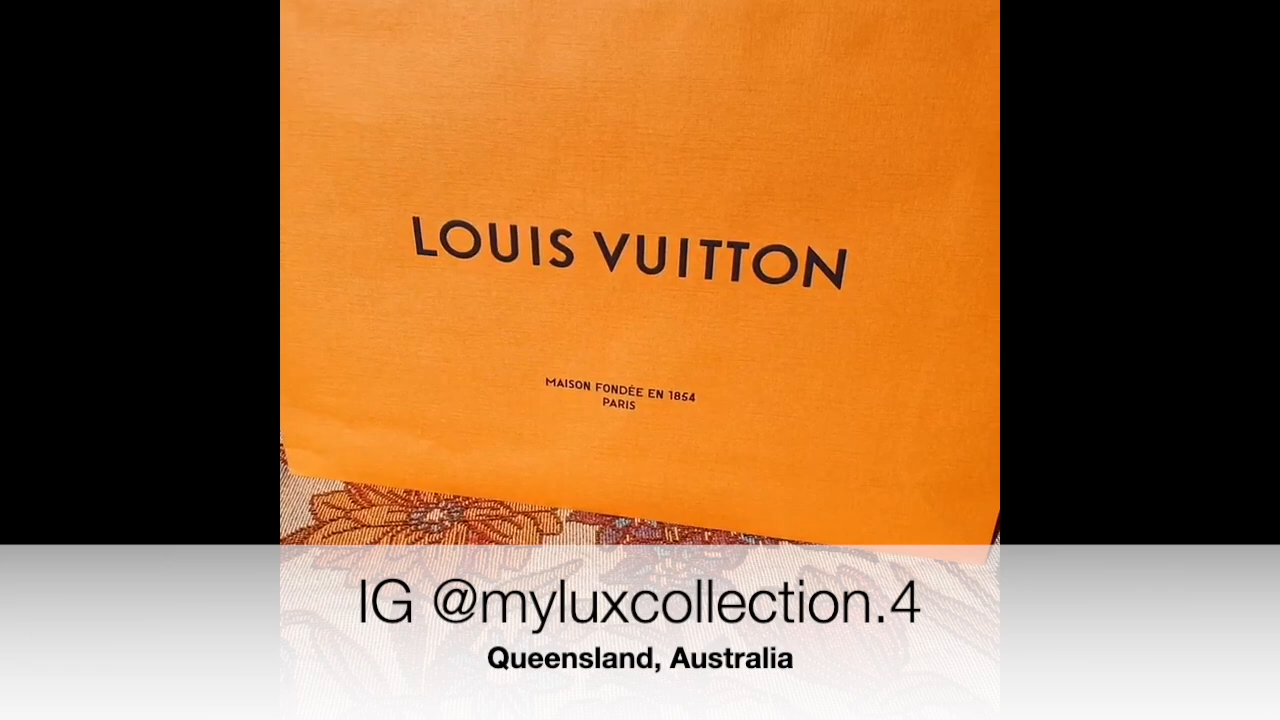 LOUIS VUITTON
MAISON FONDÉE EN 1854
PARIS
IG @myluxcollection.4
Queensland, Australia